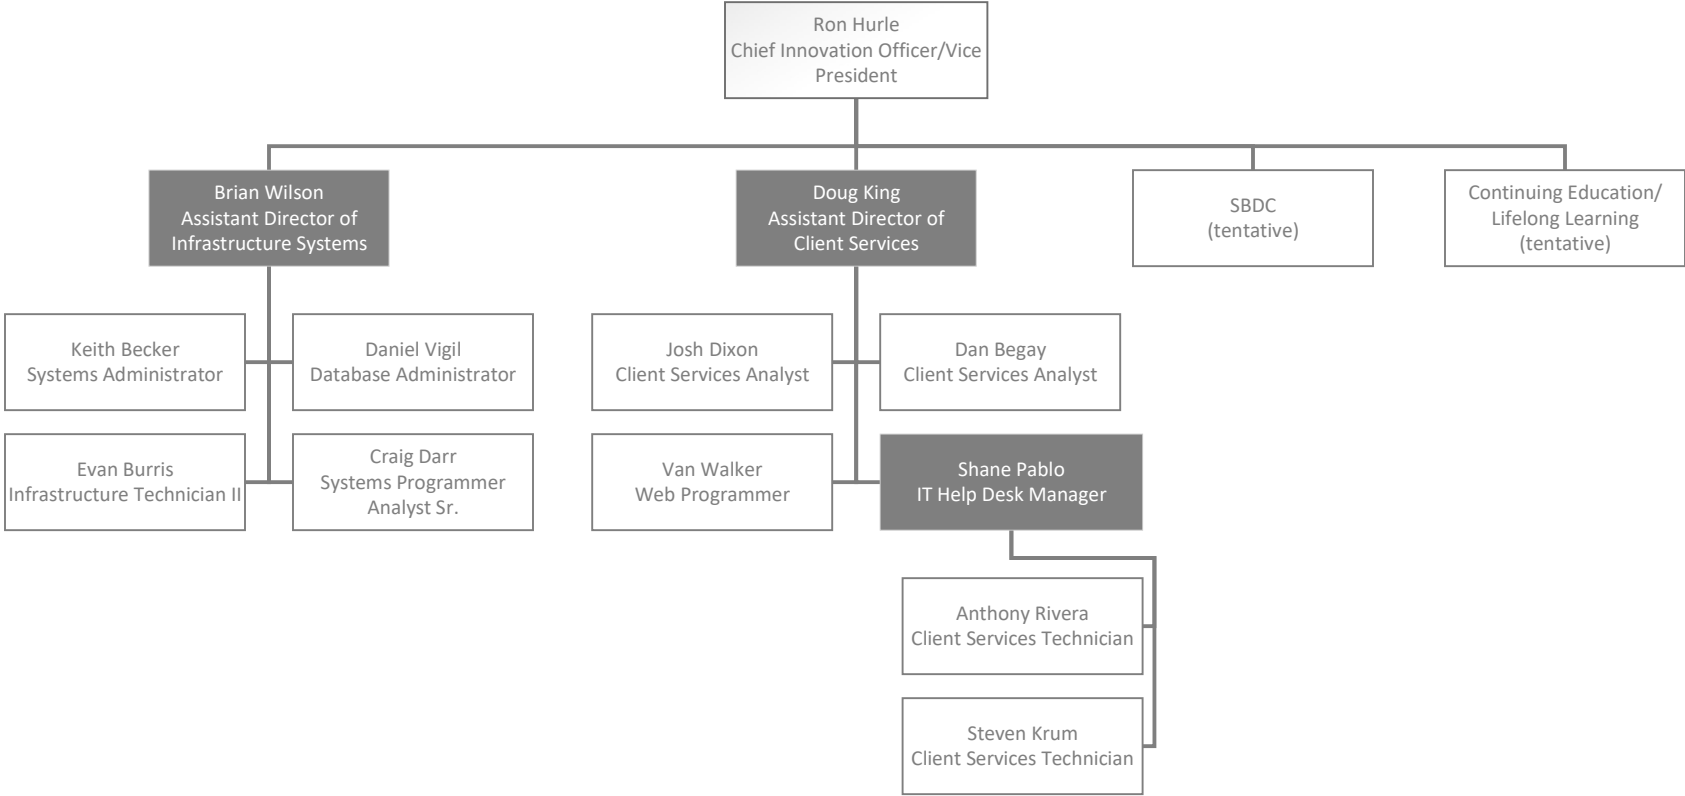 Ron Hurle
Chief Innovation Officer/Vice
President
Brian Wilson
Assistant Director of
Infrastructure Systems
Doug King
Assistant Director of
Client Services
SBDC
(tentative)
Continuing Education/
Lifelong Learning
(tentative)
Keith Becker
Systems Administrator
Daniel Vigil
Database Administrator
Josh Dixon
Client Services Analyst
Dan Begay
Client Services Analyst
Evan Burris
Infrastructure Technician II
Craig Darr
Systems Programmer
Analyst Sr.
Van Walker
Web Programmer
Shane Pablo
IT Help Desk Manager
Anthony Rivera
Client Services Technician
Steven Krum
Client Services Technician